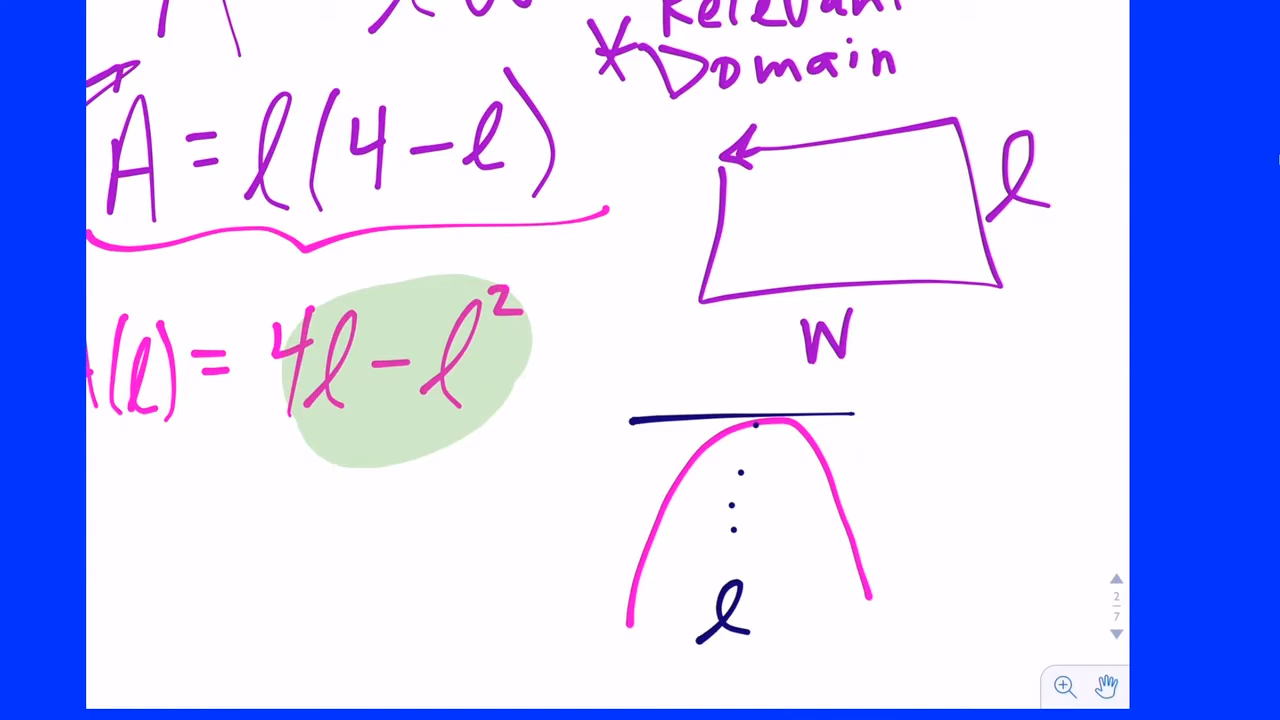 Relevant
* Domain
A = l(4 - l)
l
(l) = 4l - l²
W
l
2
7